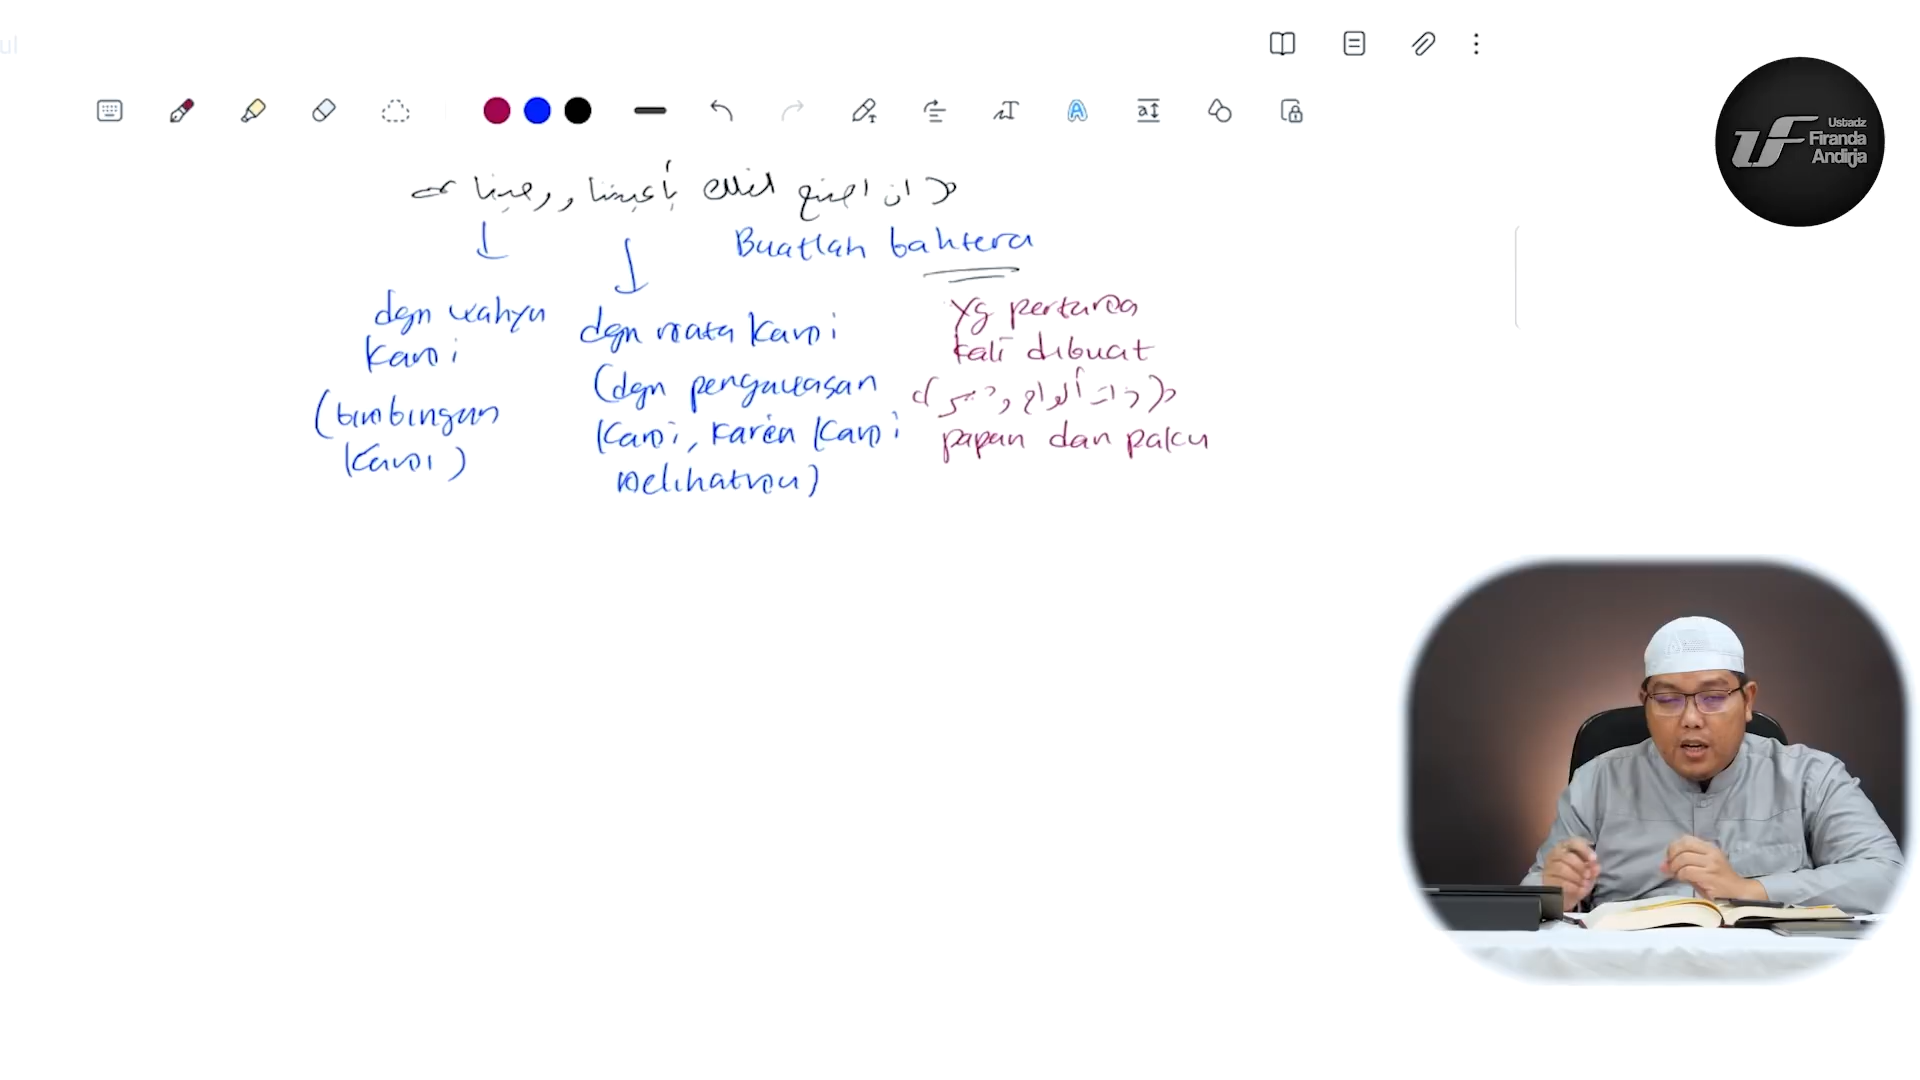 Ustadz
Firanda
Andirja
ان اصنع الفلك بأعيننا ووحينا
Buatlah bahtera
yg pertama
kali dibuat
ذات ألواح ودسر
papan dan paku
dgn mata Kami
(dgn pengawasan
Kami, karena Kami
melihatmu)
dgn wahyu
Kami
(bimbingan
Kami)